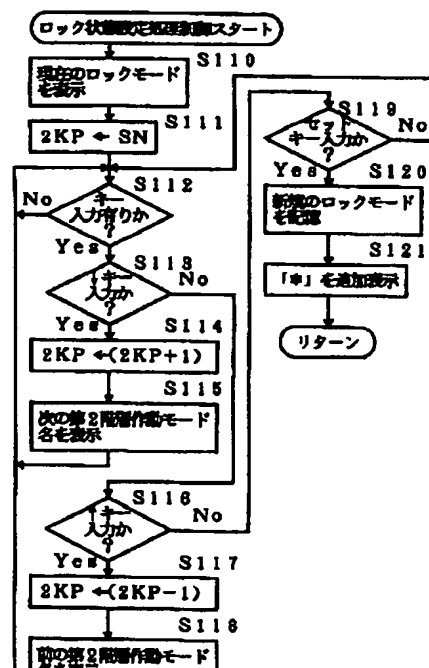 ロック状態設定処理制御スタート
S110
現在のロックモード
を表示
S111
2KP ← SN
S112
キー
入力有りか
?
No
Yes
S113
↓キー
入力か
?
No
Yes
S114
2KP ←(2KP+1)
S115
次の第2階層作動モード
名を表示
S116
↑キー
入力か
?
No
Yes
S117
2KP ←(2KP-1)
S118
前の第2階層作動モード
S119
セット
キー入力か
?
No
Yes
S120
新規のロックモード
を記憶
S121
「*」を追加表示
リターン